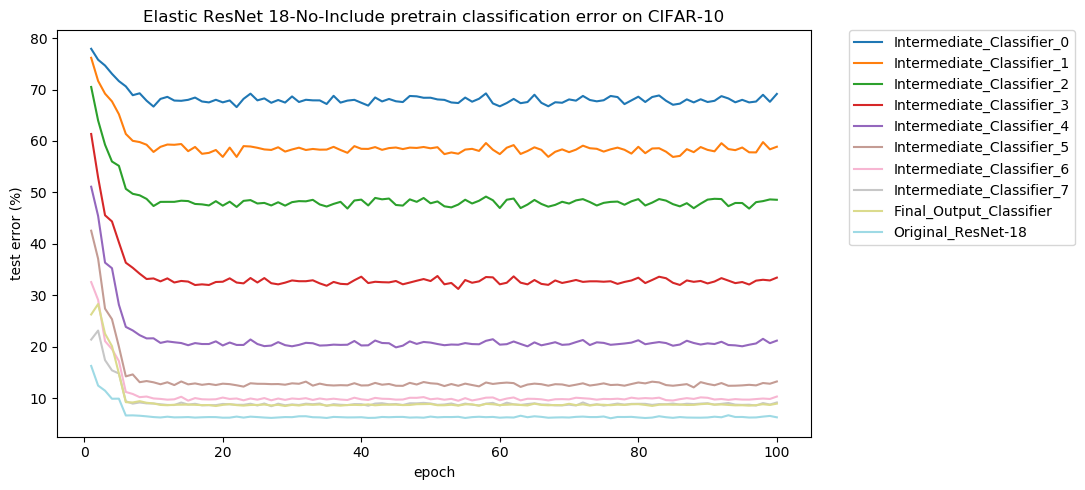 Elastic ResNet 18-No-Include pretrain classification error on CIFAR-10
80
70
60
50
40
30
20
10
test error (%)
0
20
40
60
80
100
epoch
Intermediate_Classifier_0
Intermediate_Classifier_1
Intermediate_Classifier_2
Intermediate_Classifier_3
Intermediate_Classifier_4
Intermediate_Classifier_5
Intermediate_Classifier_6
Intermediate_Classifier_7
Final_Output_Classifier
Original_ResNet-18